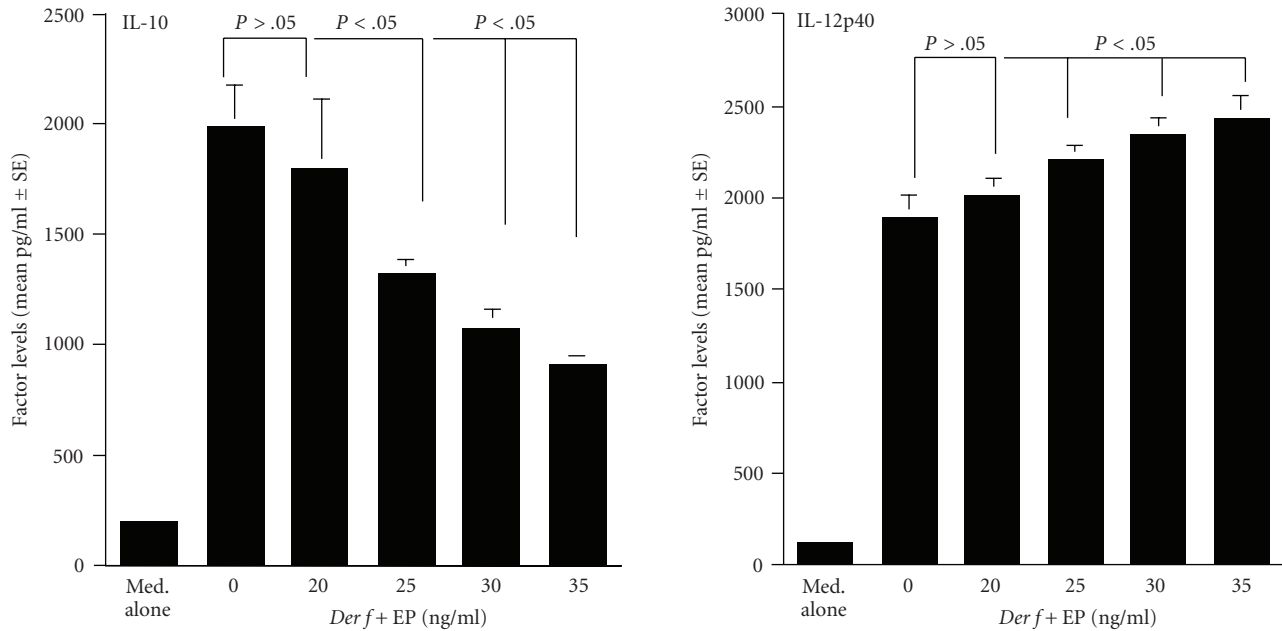 IL-10
P > .05 P < .05 P < .05
Factor levels (mean pg/ml ± SE)
2500
2000
1500
1000
500
0
Med. alone 0 20 25 30 35
Der f + EP (ng/ml)
IL-12p40
P > .05 P < .05
Factor levels (mean pg/ml ± SE)
3000
2500
2000
1500
1000
500
0
Med. alone 0 20 25 30 35
Der f + EP (ng/ml)